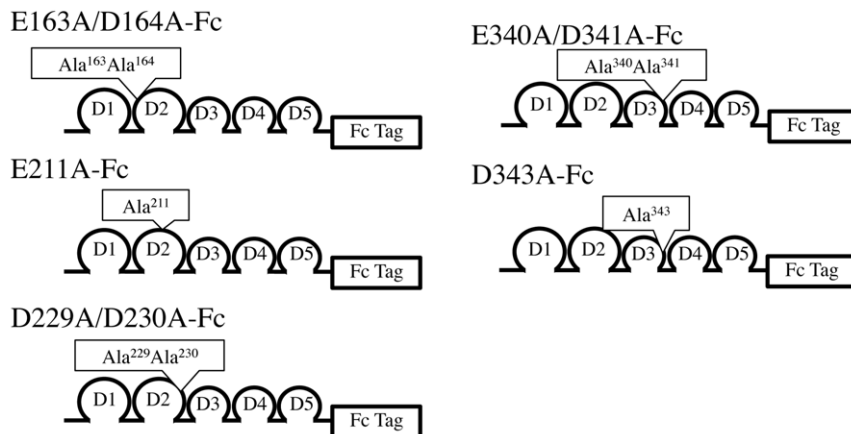 E163A/D164A-Fc
Ala¹⁶³Ala¹⁶⁴
D1 D2 D3 D4 D5
Fc Tag
E211A-Fc
Ala²¹¹
D1 D2 D3 D4 D5
Fc Tag
D229A/D230A-Fc
Ala²²⁹Ala²³⁰
D1 D2 D3 D4 D5
Fc Tag
E340A/D341A-Fc
Ala³⁴⁰Ala³⁴¹
D1 D2 D3 D4 D5
Fc Tag
D343A-Fc
Ala³⁴³
D1 D2 D3 D4 D5
Fc Tag